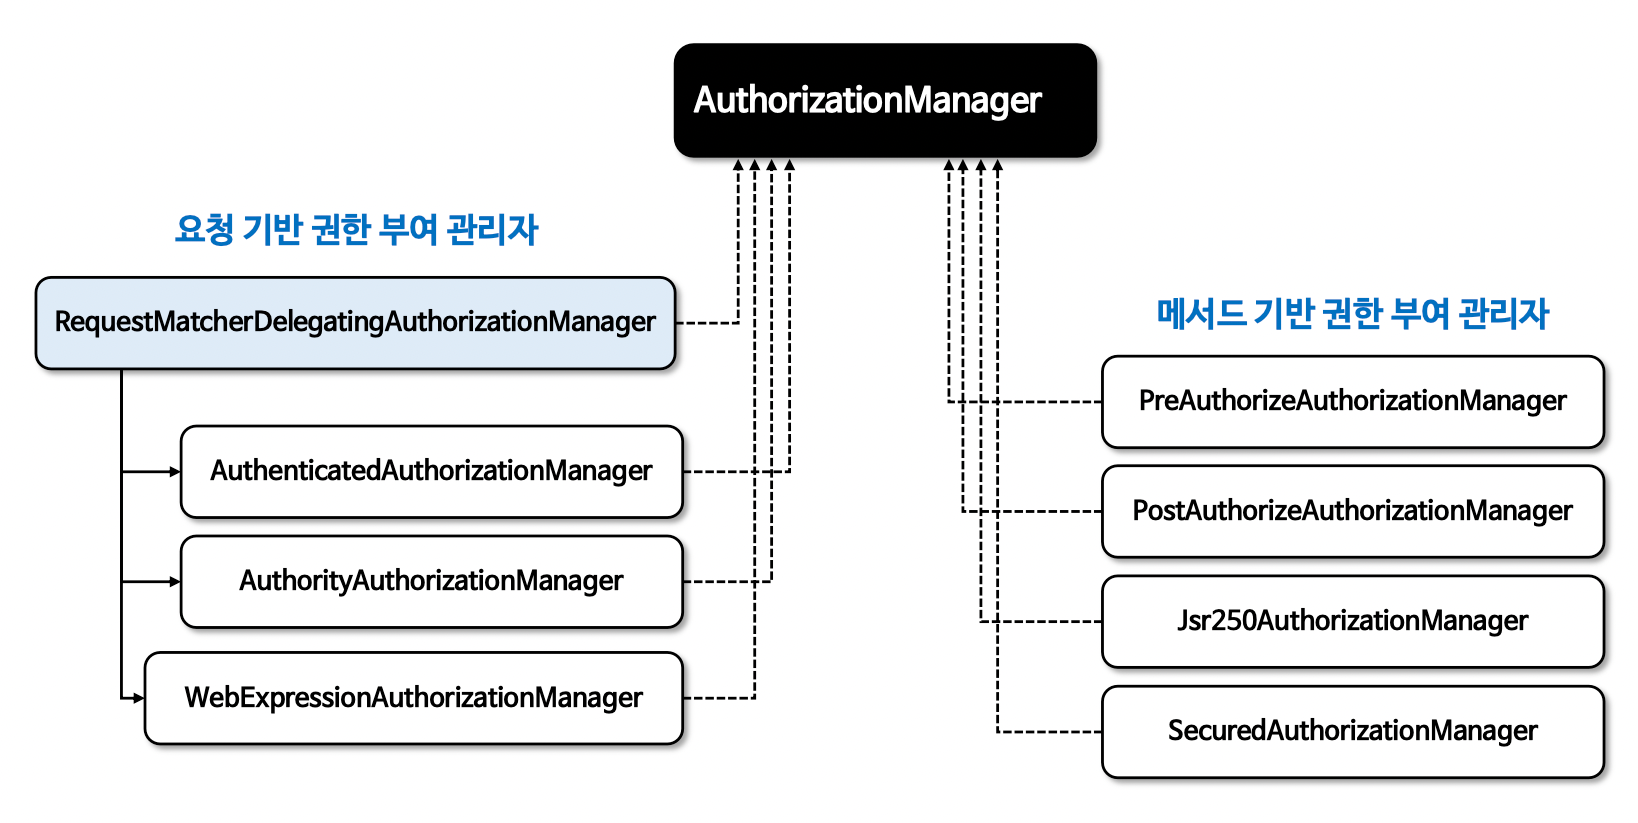 AuthorizationManager
요청 기반 권한 부여 관리자
RequestMatcherDelegatingAuthorizationManager
AuthenticatedAuthorizationManager
AuthorityAuthorizationManager
WebExpressionAuthorizationManager
메서드 기반 권한 부여 관리자
PreAuthorizeAuthorizationManager
PostAuthorizeAuthorizationManager
Jsr250AuthorizationManager
SecuredAuthorizationManager